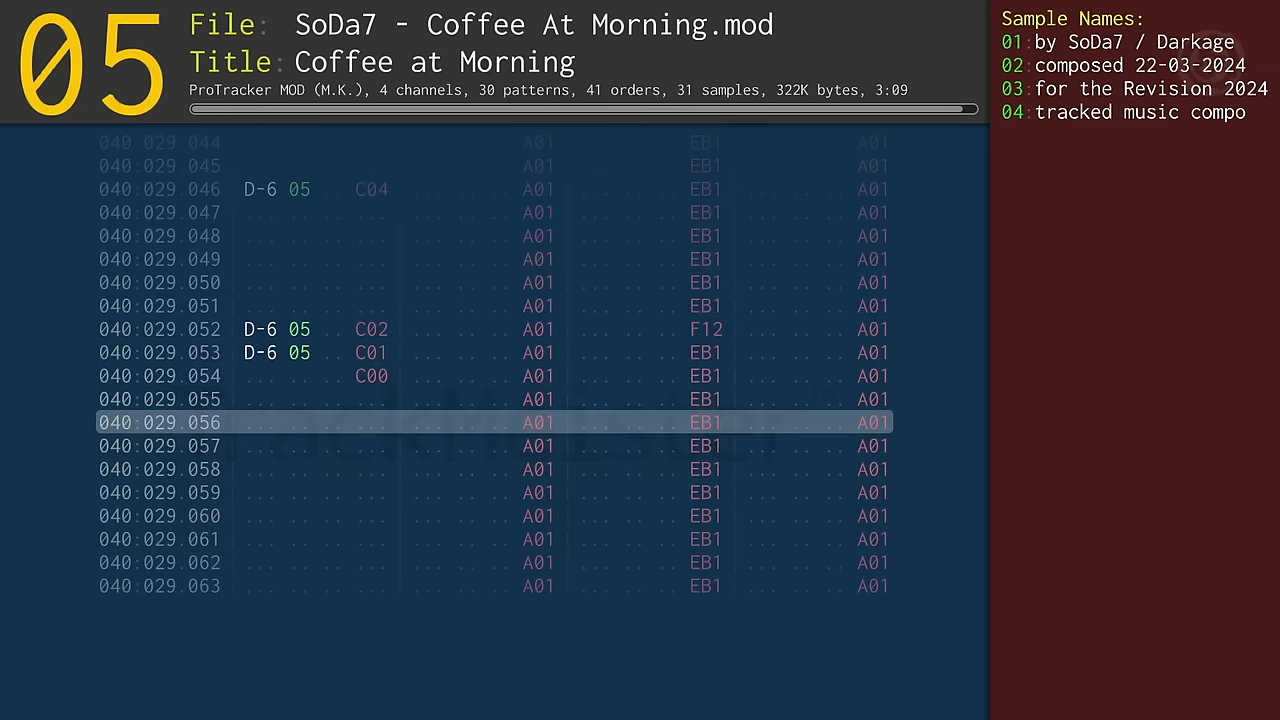 05
File: SoDa7 - Coffee At Morning.mod
Title: Coffee at Morning
ProTracker MOD (M.K.), 4 channels, 30 patterns, 41 orders, 31 samples, 322K bytes, 3:09
Sample Names:
01:by SoDa7 / Darkage
02:composed 22-03-2024
03:for the Revision 2024
04:tracked music compo
040:029.044 A01 EB1 A01
040:029.045 A01 EB1 A01
040:029.046 D-6 05 .. C04 ... .. .. A01 ... .. .. EB1 ... .. .. A01
040:029.047 ... .. .. ... ... .. .. A01 ... .. .. EB1 ... .. .. A01
040:029.048 ... .. .. ... ... .. .. A01 ... .. .. EB1 ... .. .. A01
040:029.049 ... .. .. ... ... .. .. A01 ... .. .. EB1 ... .. .. A01
040:029.050 ... .. .. ... ... .. .. A01 ... .. .. EB1 ... .. .. A01
040:029.051 ... .. .. ... ... .. .. A01 ... .. .. EB1 ... .. .. A01
040:029.052 D-6 05 .. C02 ... .. .. A01 ... .. .. F12 ... .. .. A01
040:029.053 D-6 05 .. C01 ... .. .. A01 ... .. .. EB1 ... .. .. A01
040:029.054 ... .. .. C00 ... .. .. A01 ... .. .. EB1 ... .. .. A01
040:029.055 ... .. .. ... ... .. .. A01 ... .. .. EB1 ... .. .. A01
040:029.056 ... .. .. ... ... .. .. A01 ... .. .. EB1 ... .. .. A01
040:029.057 ... .. .. ... ... .. .. A01 ... .. .. EB1 ... .. .. A01
040:029.058 ... .. .. ... ... .. .. A01 ... .. .. EB1 ... .. .. A01
040:029.059 ... .. .. ... ... .. .. A01 ... .. .. EB1 ... .. .. A01
040:029.060 ... .. .. ... ... .. .. A01 ... .. .. EB1 ... .. .. A01
040:029.061 ... .. .. ... ... .. .. A01 ... .. .. EB1 ... .. .. A01
040:029.062 ... .. .. ... ... .. .. A01 ... .. .. EB1 ... .. .. A01
040:029.063 ... .. .. ... ... .. .. A01 ... .. .. EB1 ... .. .. A01